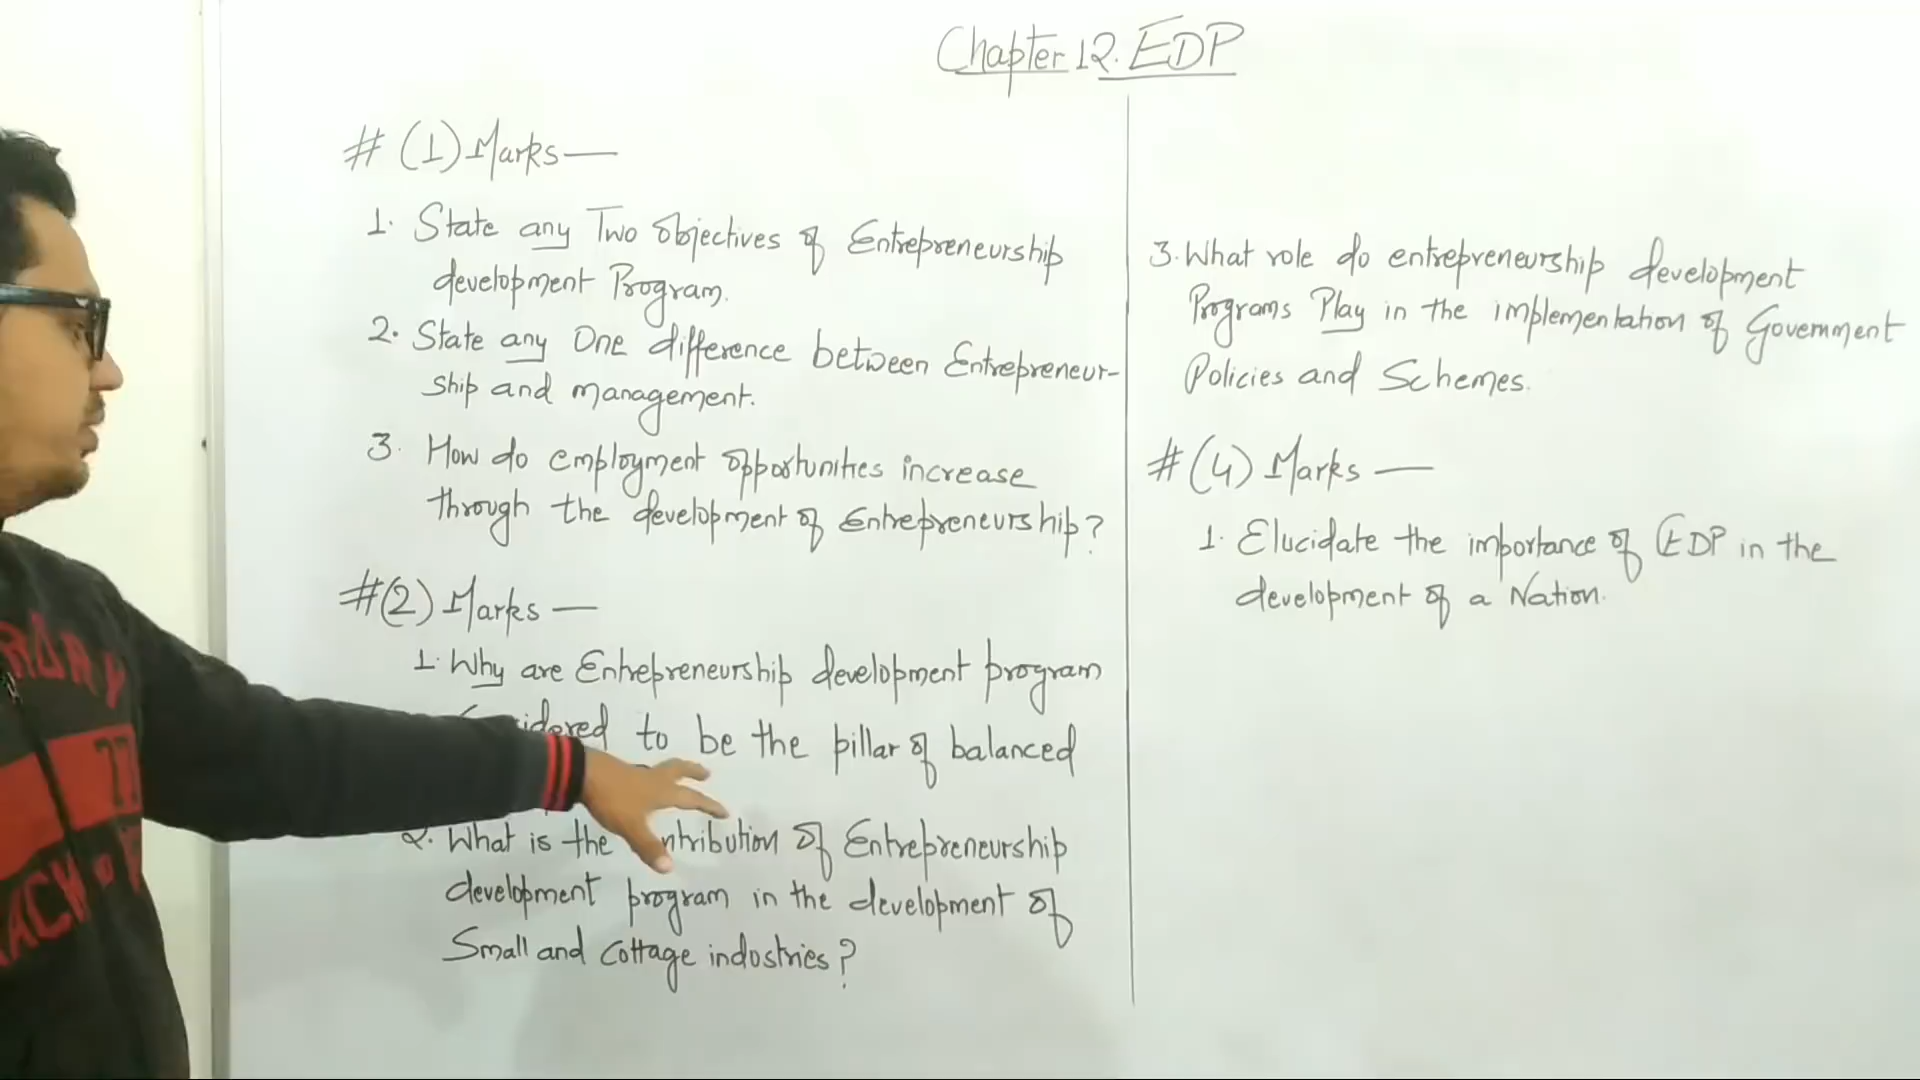 Chapter 12. EDP
# (1) Marks —
1. State any Two Objectives of Entrepreneurship
development Program.
2. State any One difference between Entrepreneur-
ship and management.
3. How do employment opportunities increase
through the development of Entrepreneurship?
#(2) Marks —
1. Why are Entrepreneurship development program
to be the pillar of balanced
2. What is the of Entrepreneurship
development program in the development of
Small and Cottage industries?
3. What role do entrepreneurship development
Programs Play in the implementation of Government
Policies and Schemes.
# (4) Marks —
1. Elucidate the importance of EDP in the
development of a Nation.
77